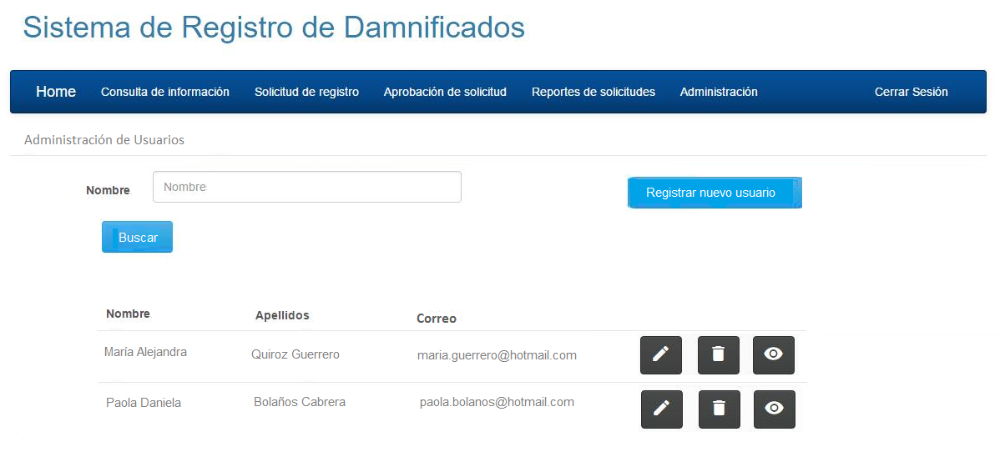 Sistema de Registro de Damnificados
Home Consulta de información Solicitud de registro Aprobación de solicitud Reportes de solicitudes Administración Cerrar Sesión
Administración de Usuarios
Nombre Nombre Registrar nuevo usuario
Buscar
Nombre Apellidos Correo
María Alejandra Quiroz Guerrero maria.guerrero@hotmail.com
Paola Daniela Bolaños Cabrera paola.bolanos@hotmail.com